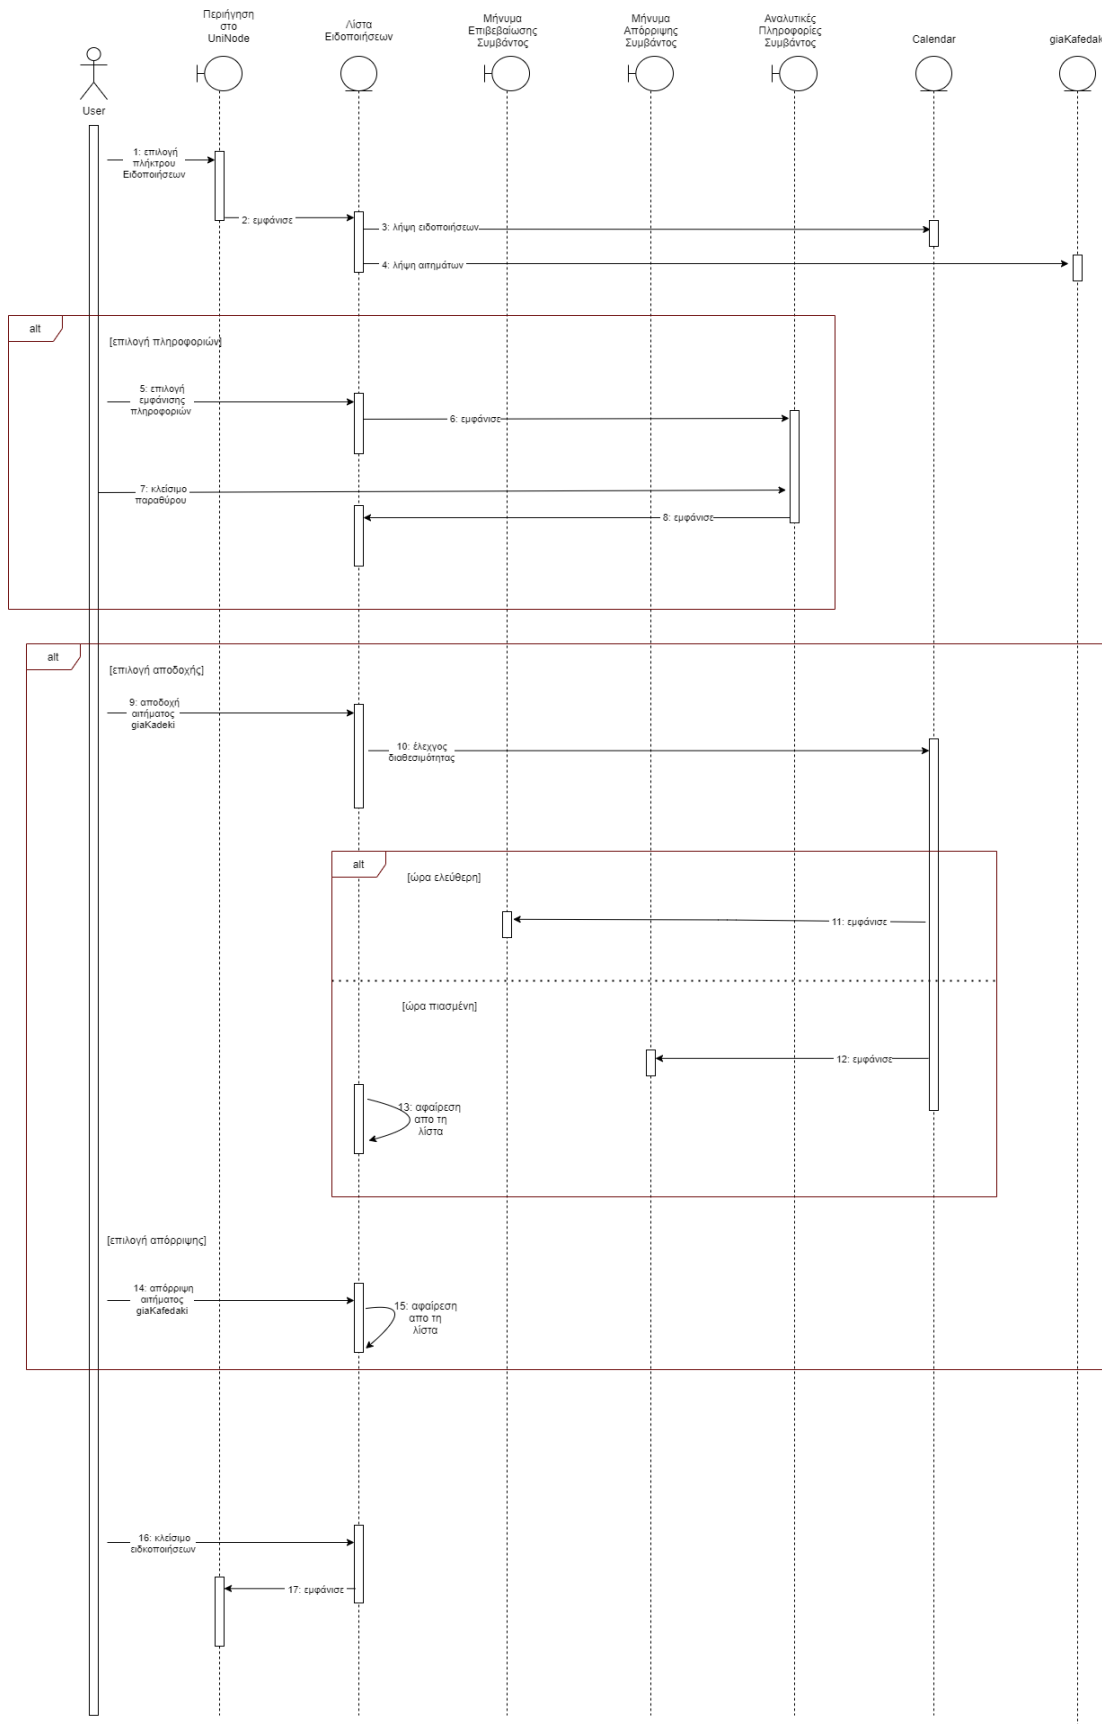 Περιήγηση
στο
UniNode
Λίστα
Ειδοποιήσεων
Μήνυμα
Επιβεβαίωσης
Συμβάντος
Μήνυμα
Απόρριψης
Συμβάντος
Αναλυτικές
Πληροφορίες
Συμβάντος
Calendar
giaKafedaki
User
1: επιλογή
πλήκτρου
Ειδοποιήσεων
2: εμφάνισε
3: λήψη ειδοποιήσεων
4: λήψη αιτημάτων
alt
[επιλογή πληροφοριών]
5: επιλογή
εμφάνισης
πληροφοριών
6: εμφάνισε
7: κλείσιμο
παραθύρου
8: εμφάνισε
alt
[επιλογή αποδοχής]
9: αποδοχή
αιτήματος
giaKadeki
10: έλεχγος
διαθεσιμότητας
alt
[ώρα ελεύθερη]
11: εμφάνισε
[ώρα πιασμένη]
12: εμφάνισε
13: αφαίρεση
απο τη
λίστα
[επιλογή απόρριψης]
14: απόρριψη
αιτήματος
giaKafedaki
15: αφαίρεση
απο τη
λίστα
16: κλείσιμο
ειδκοποιήσεων
17: εμφάνισε